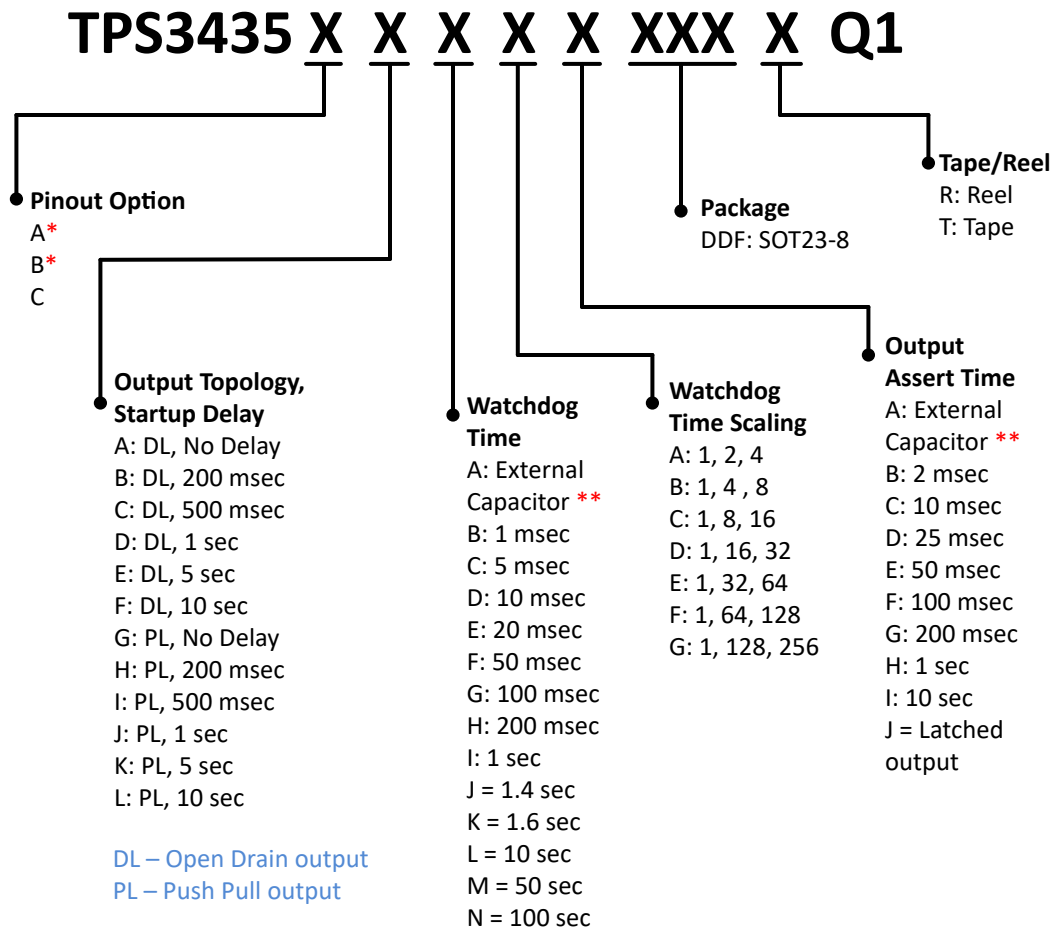 TPS3435 X X X X X XXX X Q1
Pinout Option
A*
B*
C
Output Topology,
Startup Delay
A: DL, No Delay
B: DL, 200 msec
C: DL, 500 msec
D: DL, 1 sec
E: DL, 5 sec
F: DL, 10 sec
G: PL, No Delay
H: PL, 200 msec
I: PL, 500 msec
J: PL, 1 sec
K: PL, 5 sec
L: PL, 10 sec
DL – Open Drain output
PL – Push Pull output
Watchdog
Time
A: External
Capacitor **
B: 1 msec
C: 5 msec
D: 10 msec
E: 20 msec
F: 50 msec
G: 100 msec
H: 200 msec
I: 1 sec
J = 1.4 sec
K = 1.6 sec
L = 10 sec
M = 50 sec
N = 100 sec
Watchdog
Time Scaling
A: 1, 2, 4
B: 1, 4 , 8
C: 1, 8, 16
D: 1, 16, 32
E: 1, 32, 64
F: 1, 64, 128
G: 1, 128, 256
Package
DDF: SOT23-8
Output
Assert Time
A: External
Capacitor **
B: 2 msec
C: 10 msec
D: 25 msec
E: 50 msec
F: 100 msec
G: 200 msec
H: 1 sec
I: 10 sec
J = Latched
output
Tape/Reel
R: Reel
T: Tape